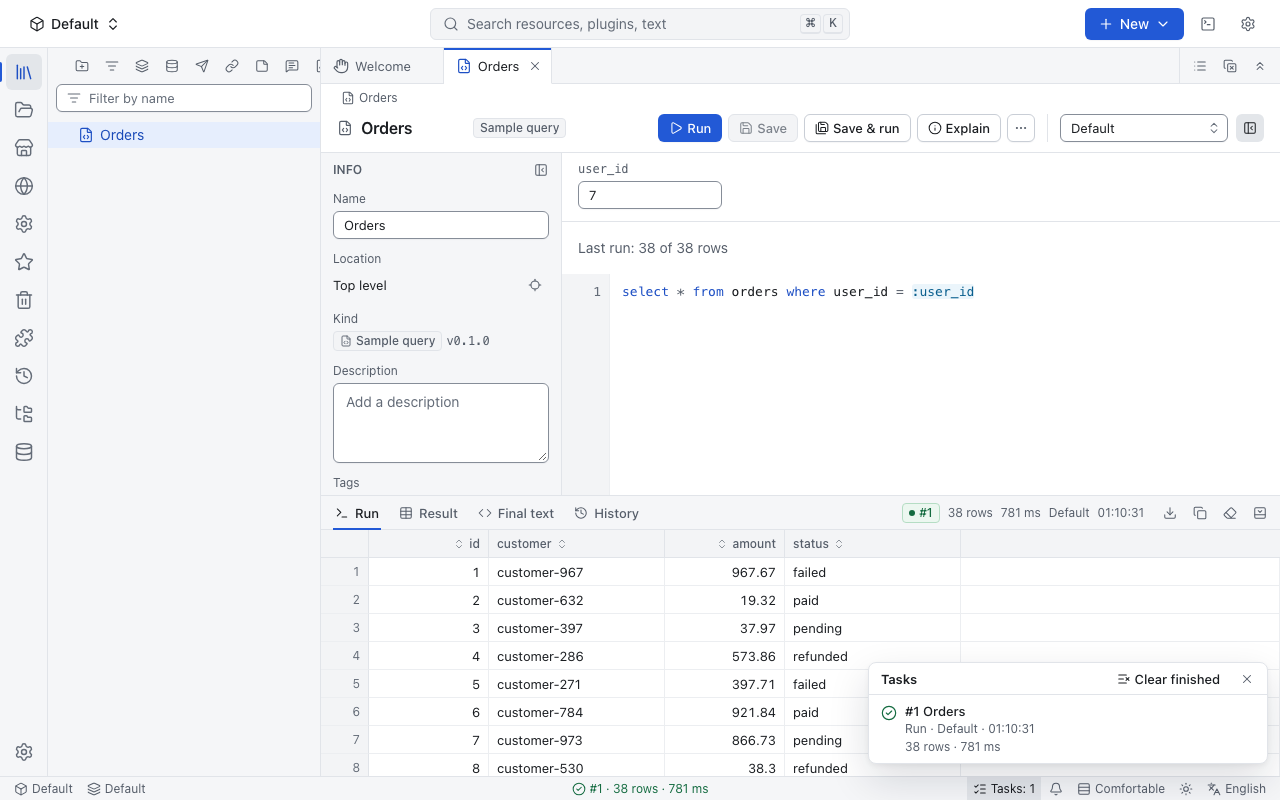 Default
Search resources, plugins, text
⌘ K
New
Welcome
Orders
Filter by name
Orders
Orders
Orders
Sample query
Run
Save
Save & run
Explain
Default
INFO
Name
Orders
Location
Top level
Kind
Sample query v0.1.0
Description
Add a description
Tags
user_id
7
Last run: 38 of 38 rows
1 select * from orders where user_id = :user_id
Run
Result
Final text
History
#1 38 rows 781 ms Default 01:10:31
id customer amount status
1 1 customer-967 967.67 failed
2 2 customer-632 19.32 paid
3 3 customer-397 37.97 pending
4 4 customer-286 573.86 refunded
5 5 customer-271 397.71 failed
6 6 customer-784 921.84 paid
7 7 customer-973 866.73 pending
8 8 customer-530 38.3 refunded
Tasks
Clear finished
#1 Orders
Run · Default · 01:10:31
38 rows · 781 ms
Default
Default
#1 · 38 rows · 781 ms
Tasks: 1
Comfortable
English